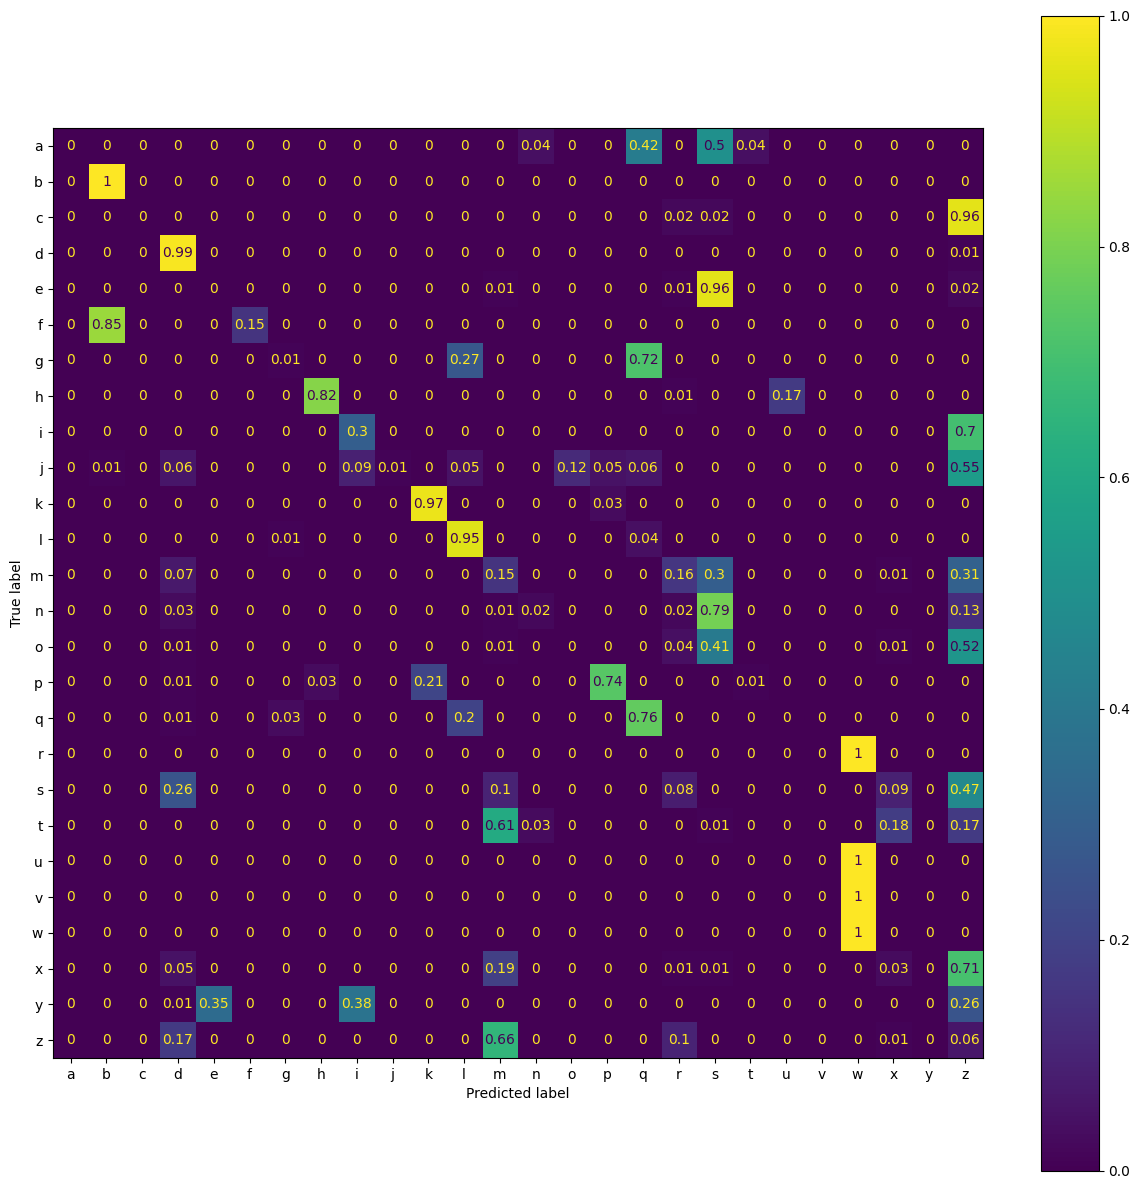 1.0
a 0 0 0 0 0 0 0 0 0 0 0 0 0 0.04 0 0 0.42 0 0.5 0.04 0 0 0 0 0 0
b 0 1 0 0 0 0 0 0 0 0 0 0 0 0 0 0 0 0 0 0 0 0 0 0 0 0
c 0 0 0 0 0 0 0 0 0 0 0 0 0 0 0 0 0 0.02 0.02 0 0 0 0 0 0 0.96
0.8
d 0 0 0 0.99 0 0 0 0 0 0 0 0 0 0 0 0 0 0 0 0 0 0 0 0 0 0.01
e 0 0 0 0 0 0 0 0 0 0 0 0 0.01 0 0 0 0 0.01 0.96 0 0 0 0 0 0 0.02
f 0 0.85 0 0 0 0.15 0 0 0 0 0 0 0 0 0 0 0 0 0 0 0 0 0 0 0 0
g 0 0 0 0 0 0 0.01 0 0 0 0 0.27 0 0 0 0 0.72 0 0 0 0 0 0 0 0 0
h 0 0 0 0 0 0 0 0.82 0 0 0 0 0 0 0 0 0 0.01 0 0 0.17 0 0 0 0 0
i 0 0 0 0 0 0 0 0 0.3 0 0 0 0 0 0 0 0 0 0 0 0 0 0 0 0 0.7
j 0 0.01 0 0.06 0 0 0 0 0.09 0.01 0 0.05 0 0 0.12 0.05 0.06 0 0 0 0 0 0 0 0 0.55
0.6
k 0 0 0 0 0 0 0 0 0 0 0.97 0 0 0 0 0.03 0 0 0 0 0 0 0 0 0 0
l 0 0 0 0 0 0 0.01 0 0 0 0 0.95 0 0 0 0 0.04 0 0 0 0 0 0 0 0 0
True label
m 0 0 0 0.07 0 0 0 0 0 0 0 0 0.15 0 0 0 0 0.16 0.3 0 0 0 0 0.01 0 0.31
n 0 0 0 0.03 0 0 0 0 0 0 0 0 0.01 0.02 0 0 0 0.02 0.79 0 0 0 0 0 0 0.13
o 0 0 0 0.01 0 0 0 0 0 0 0 0 0.01 0 0 0 0 0.04 0.41 0 0 0 0 0.01 0 0.52
p 0 0 0 0.01 0 0 0 0.03 0 0 0.21 0 0 0 0 0.74 0 0 0 0.01 0 0 0 0 0 0
0.4
q 0 0 0 0.01 0 0 0.03 0 0 0 0 0.2 0 0 0 0 0.76 0 0 0 0 0 0 0 0 0
r 0 0 0 0 0 0 0 0 0 0 0 0 0 0 0 0 0 0 0 0 0 0 1 0 0 0
s 0 0 0 0.26 0 0 0 0 0 0 0 0 0.1 0 0 0 0 0.08 0 0 0 0 0 0.09 0 0.47
t 0 0 0 0 0 0 0 0 0 0 0 0 0.61 0.03 0 0 0 0 0.01 0 0 0 0 0.18 0 0.17
u 0 0 0 0 0 0 0 0 0 0 0 0 0 0 0 0 0 0 0 0 0 0 1 0 0 0
v 0 0 0 0 0 0 0 0 0 0 0 0 0 0 0 0 0 0 0 0 0 0 1 0 0 0
w 0 0 0 0 0 0 0 0 0 0 0 0 0 0 0 0 0 0 0 0 0 0 1 0 0 0
0.2
x 0 0 0 0.05 0 0 0 0 0 0 0 0 0.19 0 0 0 0 0.01 0.01 0 0 0 0 0.03 0 0.71
y 0 0 0 0.01 0.35 0 0 0 0.38 0 0 0 0 0 0 0 0 0 0 0 0 0 0 0 0 0.26
z 0 0 0 0.17 0 0 0 0 0 0 0 0 0.66 0 0 0 0 0.1 0 0 0 0 0 0.01 0 0.06
a b c d e f g h i j k l m n o p q r s t u v w x y z
Predicted label
0.0